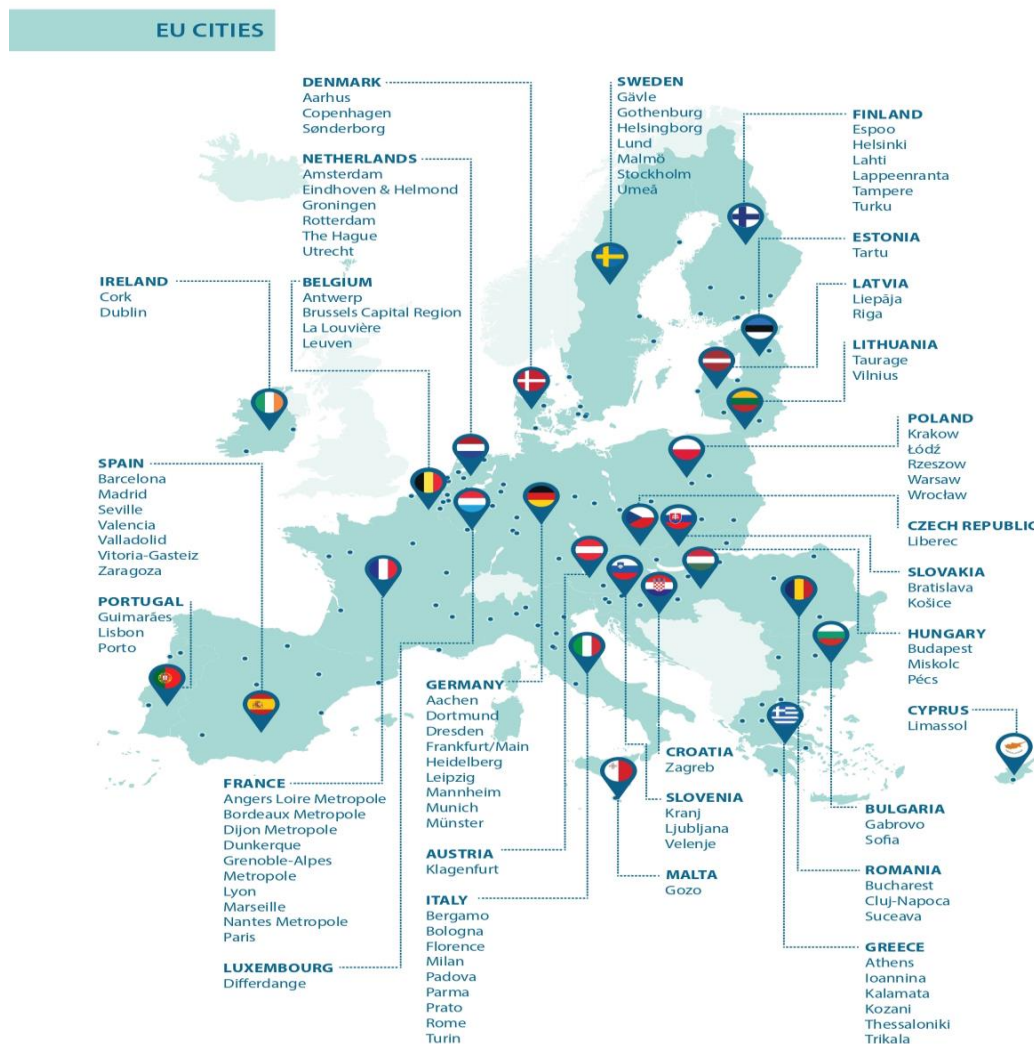 EU CITIES
DENMARK
Aarhus
Copenhagen
Sønderborg
NETHERLANDS
Amsterdam
Eindhoven & Helmond
Groningen
Rotterdam
The Hague
Utrecht
SWEDEN
Gävle
Gothenburg
Helsingborg
Lund
Malmö
Stockholm
Umeå
FINLAND
Espoo
Helsinki
Lahti
Lappeenranta
Tampere
Turku
ESTONIA
Tartu
IRELAND
Cork
Dublin
BELGIUM
Antwerp
Brussels Capital Region
La Louvière
Leuven
LATVIA
Liepāja
Riga
LITHUANIA
Taurage
Vilnius
POLAND
Krakow
Łódź
Rzeszow
Warsaw
Wrocław
SPAIN
Barcelona
Madrid
Seville
Valencia
Valladolid
Vitoria-Gasteiz
Zaragoza
CZECH REPUBLIC
Liberec
SLOVAKIA
Bratislava
Košice
PORTUGAL
Guimarães
Lisbon
Porto
HUNGARY
Budapest
Miskolc
Pécs
GERMANY
Aachen
Dortmund
Dresden
Frankfurt/Main
Heidelberg
Leipzig
Mannheim
Munich
Münster
CYPRUS
Limassol
CROATIA
Zagreb
SLOVENIA
Kranj
Ljubljana
Velenje
FRANCE
Angers Loire Metropole
Bordeaux Metropole
Dijon Metropole
Dunkerque
Grenoble-Alpes
Metropole
Lyon
Marseille
Nantes Metropole
Paris
BULGARIA
Gabrovo
Sofia
AUSTRIA
Klagenfurt
MALTA
Gozo
ROMANIA
Bucharest
Cluj-Napoca
Suceava
ITALY
Bergamo
Bologna
Florence
Milan
Padova
Parma
Prato
Rome
Turin
LUXEMBOURG
Differdange
GREECE
Athens
Ioannina
Kalamata
Kozani
Thessaloniki
Trikala